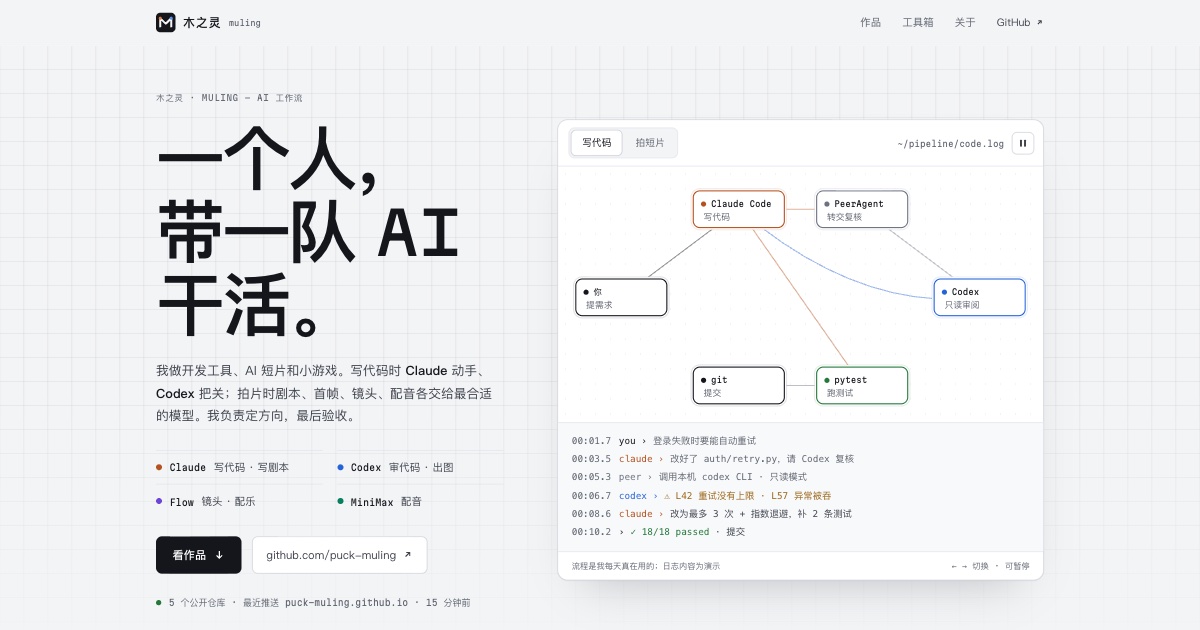 木之灵 muling
作品 工具箱 关于 GitHub ↗
木之灵 · MULING — AI 工作流
一个人，
带一队 AI
干活。
我做开发工具、AI 短片和小游戏。写代码时 Claude 动手、
Codex 把关；拍片时剧本、首帧、镜头、配音各交给最合适
的模型。我负责定方向，最后验收。
Claude 写代码 · 写剧本
Codex 审代码 · 出图
Flow 镜头 · 配乐
MiniMax 配音
看作品 ↓
github.com/puck-muling ↗
5 个公开仓库 · 最近推送 puck-muling.github.io · 15 分钟前
写代码 拍短片
~/pipeline/code.log
Claude Code
写代码
PeerAgent
转交复核
你
提需求
Codex
只读审阅
git
提交
pytest
跑测试
00:01.7 you › 登录失败时要能自动重试
00:03.5 claude › 改好了 auth/retry.py，请 Codex 复核
00:05.3 peer › 调用本机 codex CLI · 只读模式
00:06.7 codex › ⚠ L42 重试没有上限 · L57 异常被吞
00:08.6 claude › 改为最多 3 次 + 指数退避，补 2 条测试
00:10.2 › ✓ 18/18 passed · 提交
流程是我每天真在用的；日志内容为演示
← → 切换 · 可暂停